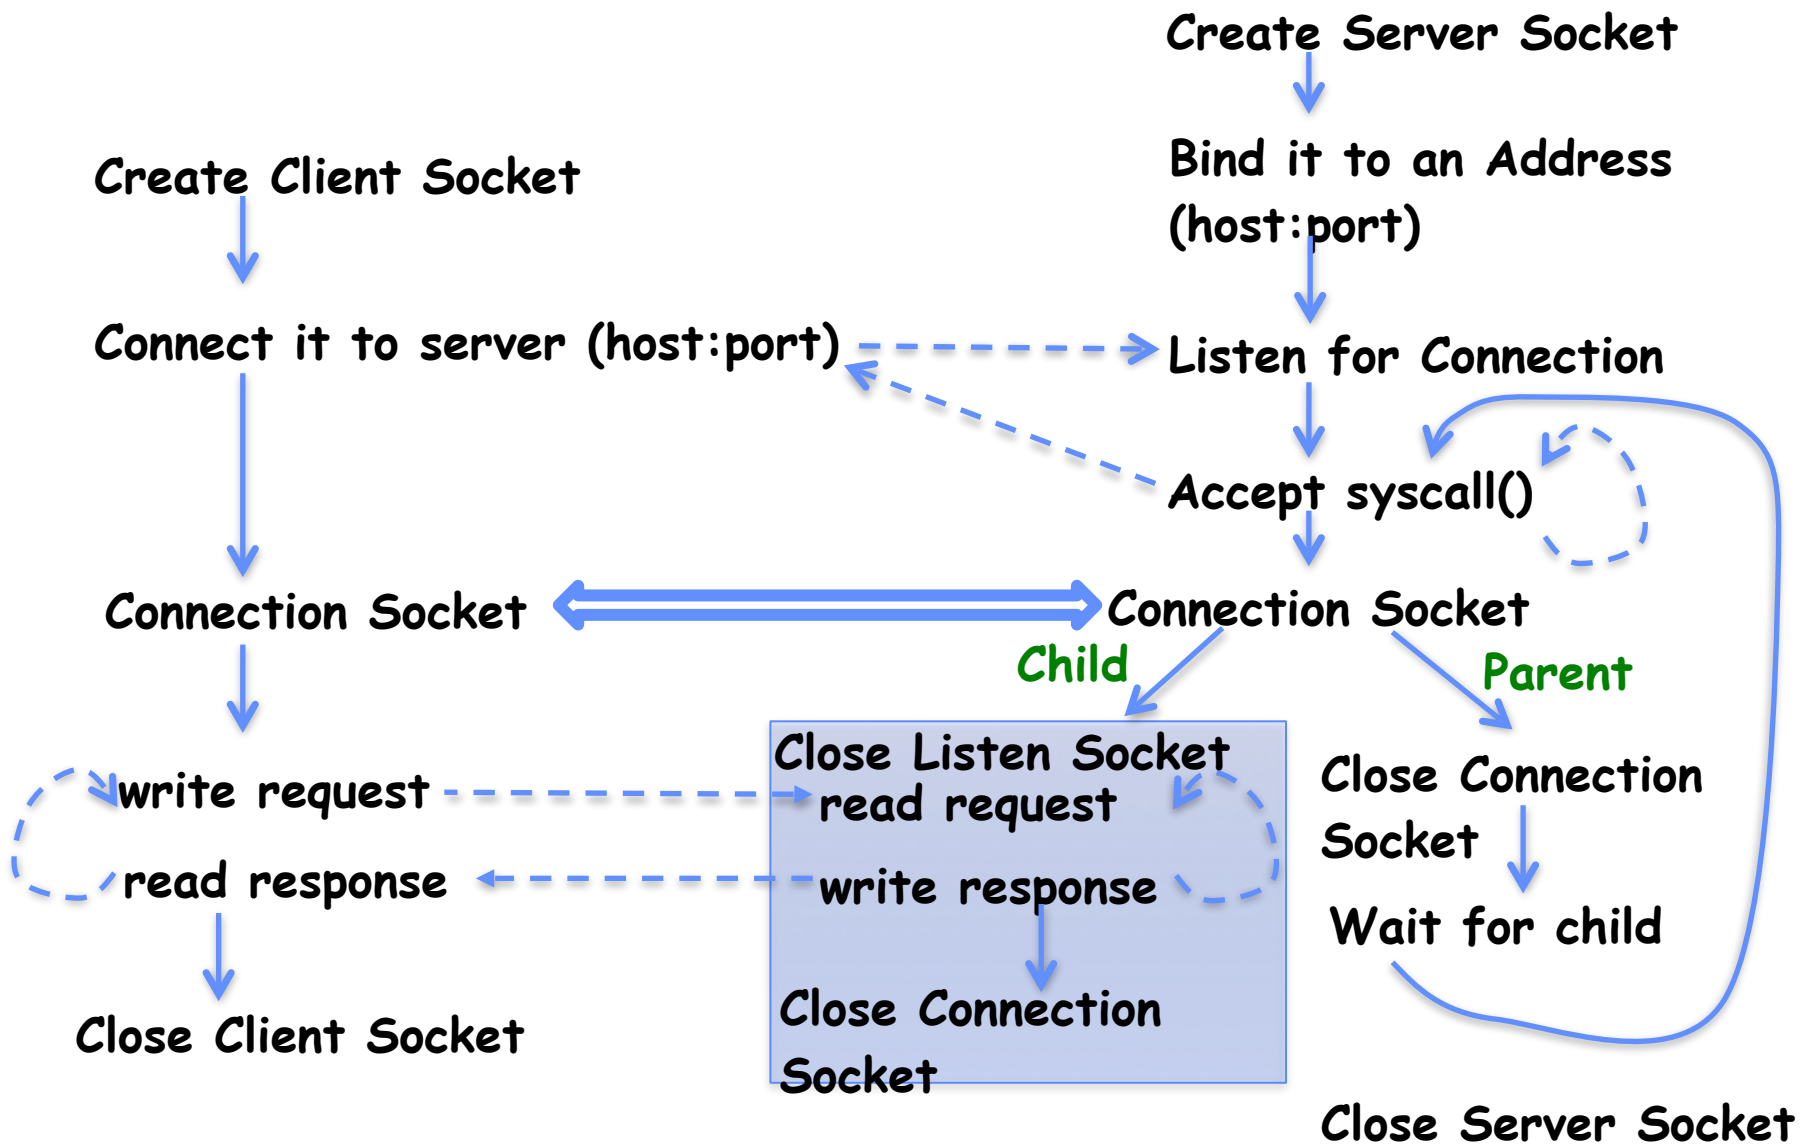 Create Server Socket
Bind it to an Address
(host:port)
Create Client Socket
Connect it to server (host:port)
Listen for Connection
Accept syscall()
Connection Socket
Connection Socket
Child
Parent
Close Listen Socket
read request
write response
Close Connection
Socket
Close Connection
Socket
Wait for child
write request
read response
Close Client Socket
Close Server Socket